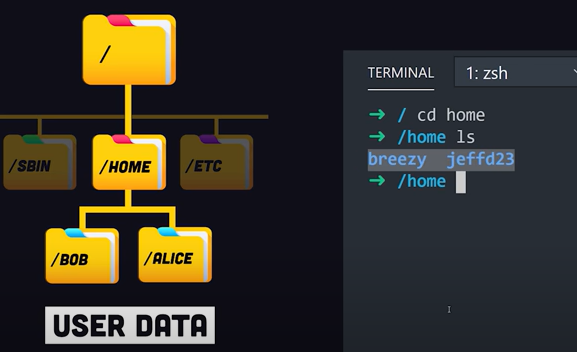 /
/SBIN
/HOME
/ETC
/BOB
/ALICE
USER DATA
TERMINAL
1: zsh
➜ / cd home
➜ /home ls
breezy jeffd23
➜ /home